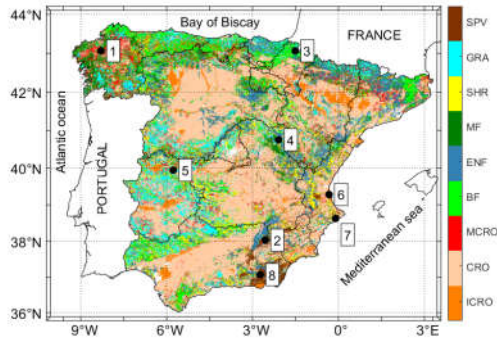 Bay of Biscay
FRANCE
SPV
GRA
SHR
MF
ENF
BF
MCRO
CRO
ICRO
42°N
40°N
38°N
36°N
Atlantic ocean
PORTUGAL
Mediterranean sea
1
3
4
5
6
2
7
8
9°W
6°W
3°W
0°
3°E